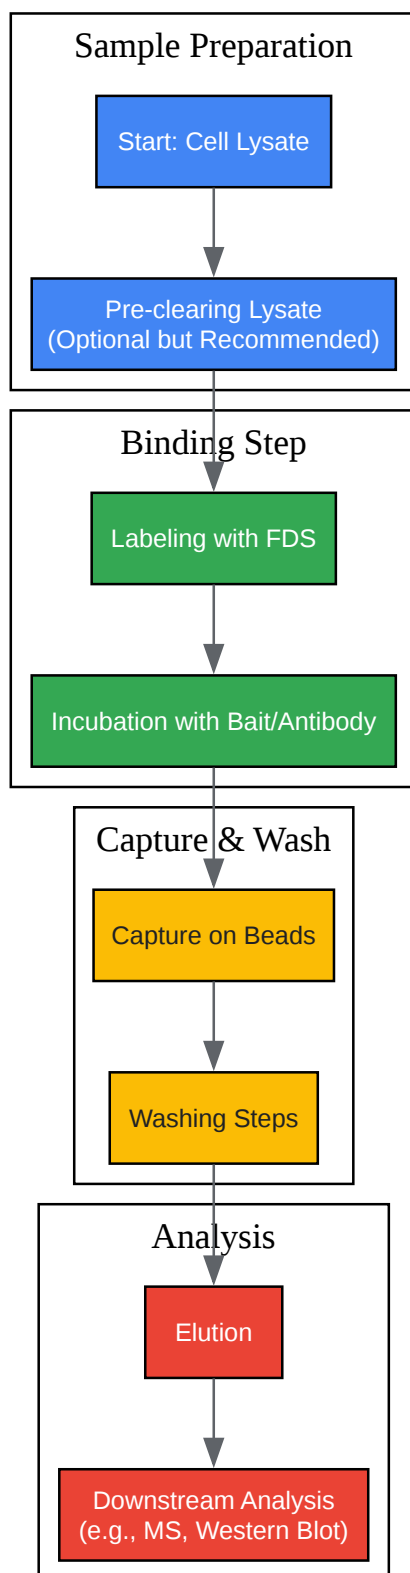 Sample Preparation
Start: Cell Lysate
Pre-clearing Lysate
(Optional but Recommended)
Binding Step
Labeling with FDS
Incubation with Bait/Antibody
Capture & Wash
Capture on Beads
Washing Steps
Analysis
Elution
Downstream Analysis
(e.g., MS, Western Blot)